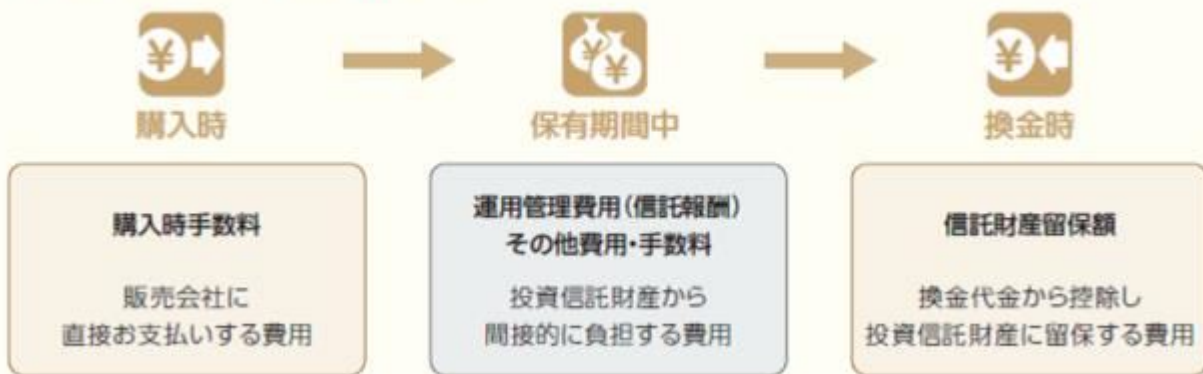 購入時
保有期間中
換金時
購入時手数料
販売会社に
直接お支払いする費用
運用管理費用(信託報酬)
その他費用・手数料
投資信託財産から
間接的に負担する費用
信託財産留保額
換金代金から控除し
投資信託財産に留保する費用